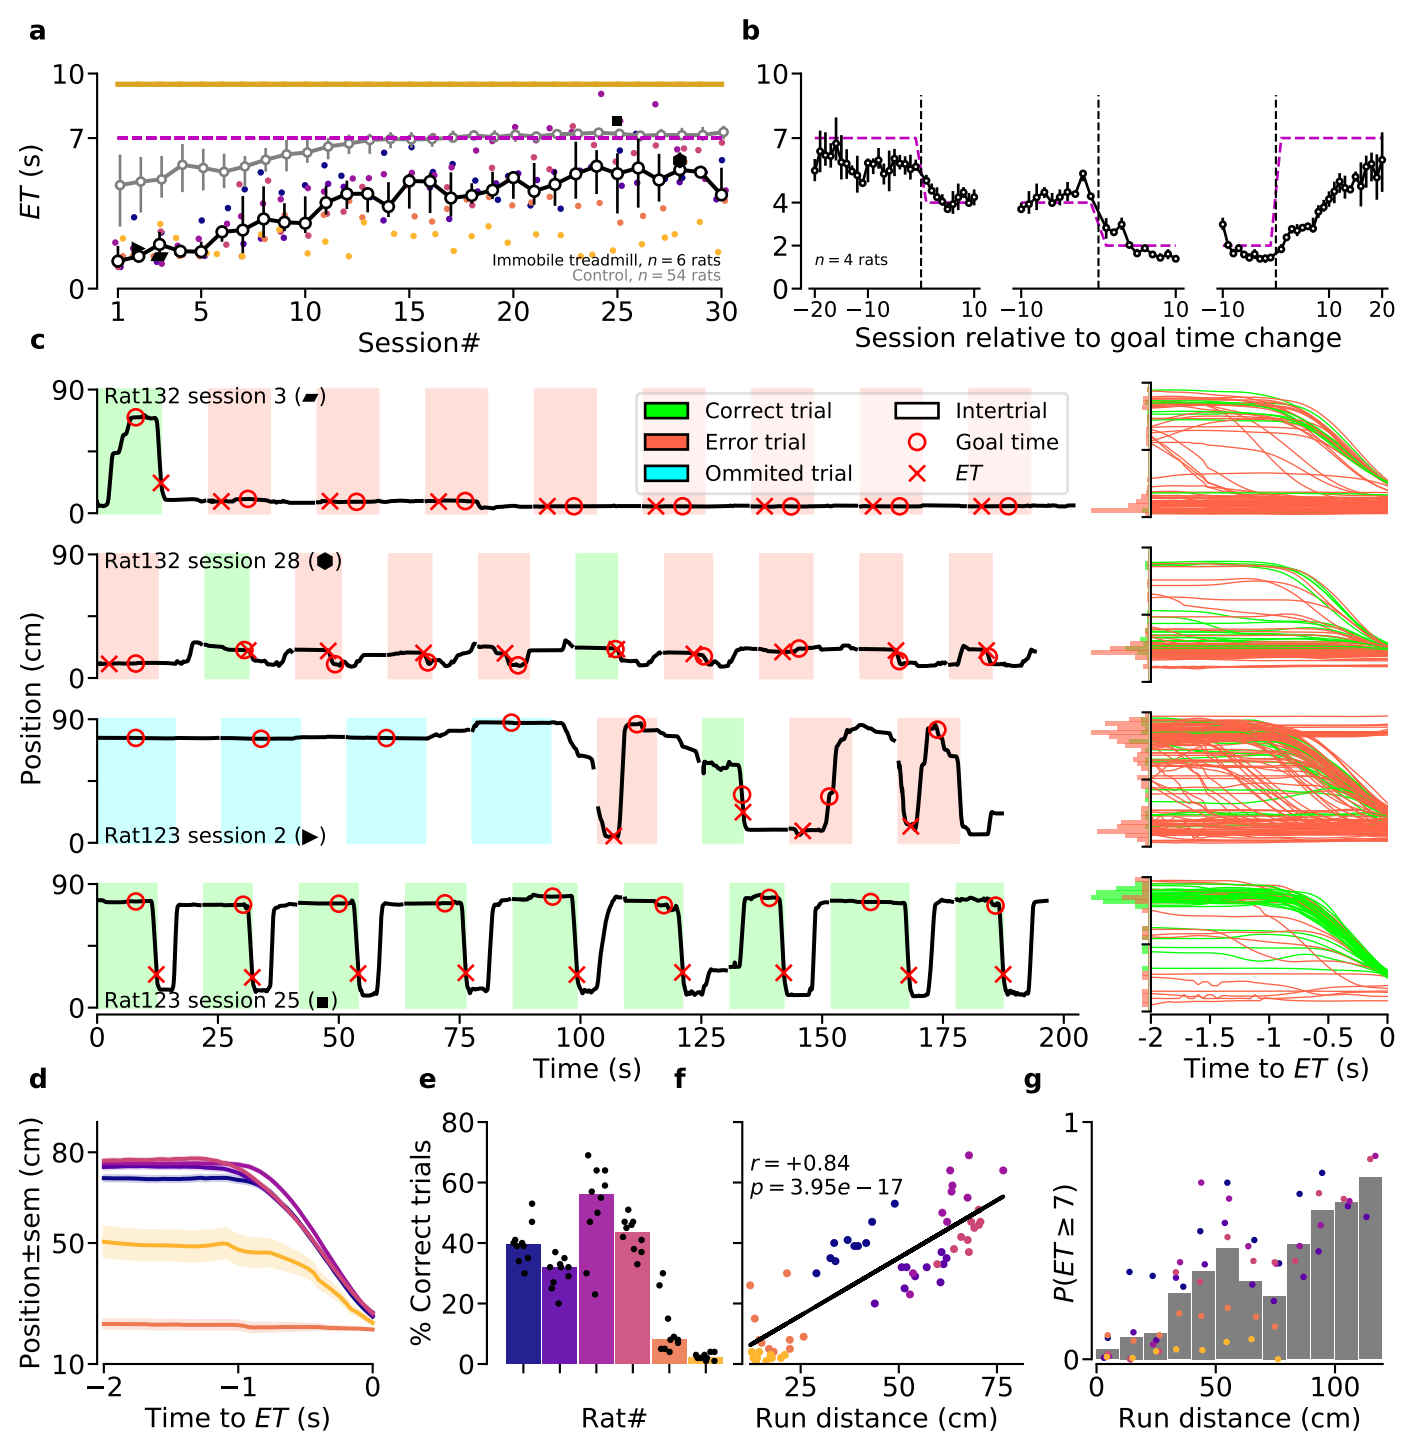 a
10
7
0
ET (s)
1 5 10 15 20 25 30
Session#
Immobile treadmill, n = 6 rats
Control, n = 54 rats
b
10
7
4
2
0
n = 4 rats
−20 −10 0 10 −10 10 −10 10 20
Session relative to goal time change
c
Position (cm)
90
0
Rat132 session 3 (▰)
Correct trial
Error trial
Ommited trial
Intertrial
Goal time
ET
90
0
Rat132 session 28 (⬢)
90
0
Rat123 session 2 (▶)
90
0
Rat123 session 25 (■)
0 25 50 75 100 125 150 175 200
Time (s)
-2 -1.5 -1 -0.5 0
Time to ET (s)
d
80
50
10
Position±sem (cm)
−2 −1 0
Time to ET (s)
e
80
60
40
20
0
% Correct trials
Rat#
f
r = +0.84
p = 3.95e − 17
25 50 75
Run distance (cm)
g
1
0
P(ET ≥ 7)
0 50 100
Run distance (cm)